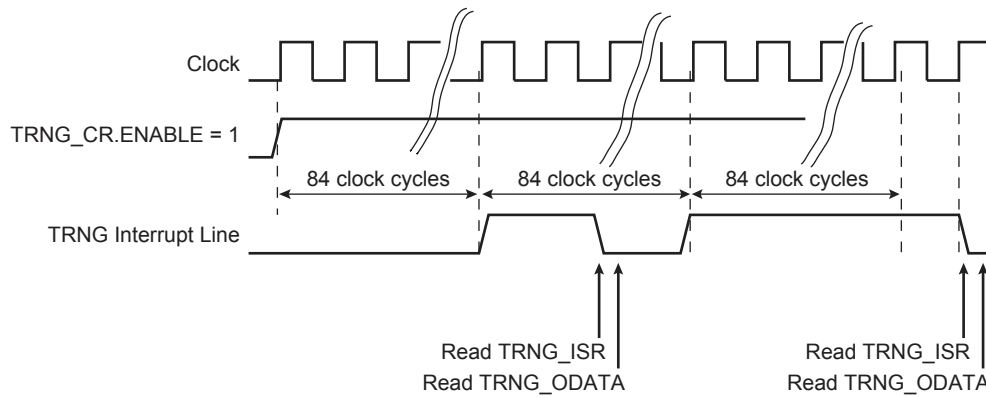 Clock
TRNG_CR.ENABLE = 1
84 clock cycles
84 clock cycles
84 clock cycles
TRNG Interrupt Line
Read TRNG_ISR
Read TRNG_ISR
Read TRNG_ODATA
Read TRNG_ODATA